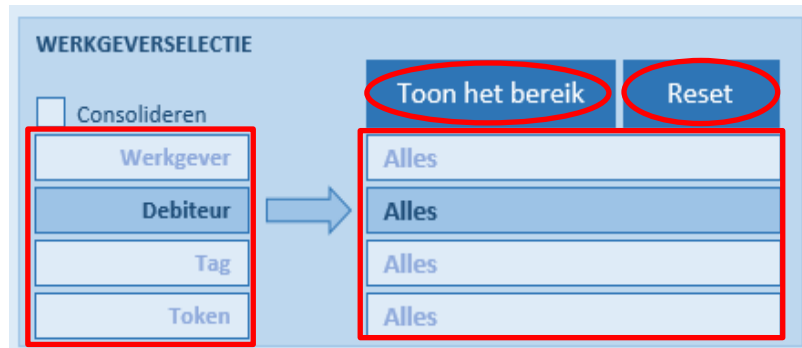 WERKGEVERSELECTIE
Toon het bereik Reset
Consolideren
Werkgever Alles
Debiteur Alles
Tag Alles
Token Alles